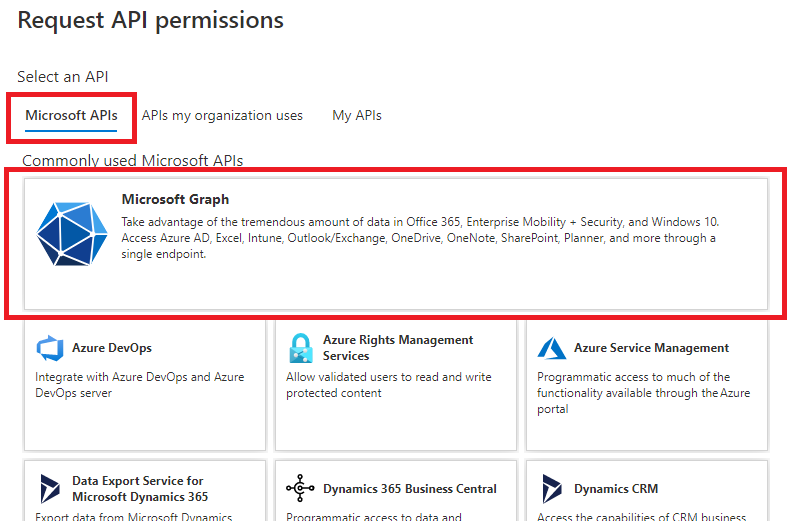 Request API permissions
Select an API
Microsoft APIs APIs my organization uses My APIs
Commonly used Microsoft APIs
Microsoft Graph
Take advantage of the tremendous amount of data in Office 365, Enterprise Mobility + Security, and Windows 10.
Access Azure AD, Excel, Intune, Outlook/Exchange, OneDrive, OneNote, SharePoint, Planner, and more through a
single endpoint.
Azure DevOps
Integrate with Azure DevOps and Azure
DevOps server
Azure Rights Management
Services
Allow validated users to read and write
protected content
Azure Service Management
Programmatic access to much of the
functionality available through the Azure
portal
Data Export Service for
Microsoft Dynamics 365
Export data from Microsoft Dynamics
Dynamics 365 Business Central
Programmatic access to data and
Dynamics CRM
Access the capabilities of CRM business